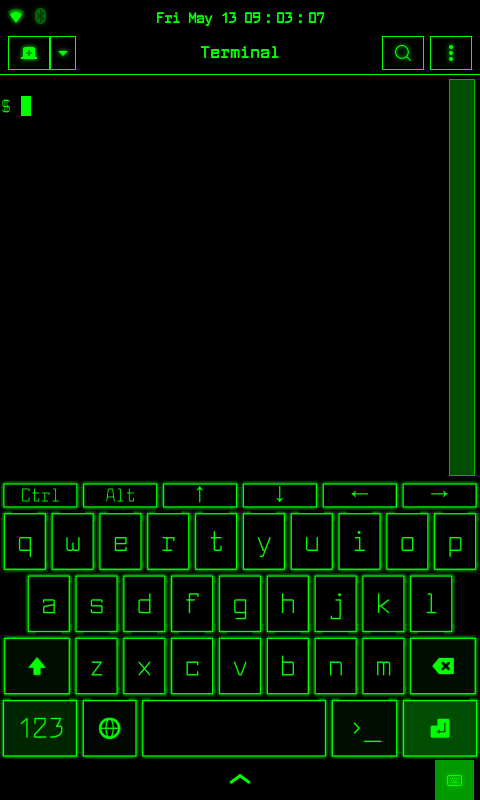 Fri May 13 09:03:07
Terminal
$
Ctrl Alt ↑ ↓ ← →
q w e r t y u i o p
a s d f g h j k l
z x c v b n m
123 >_